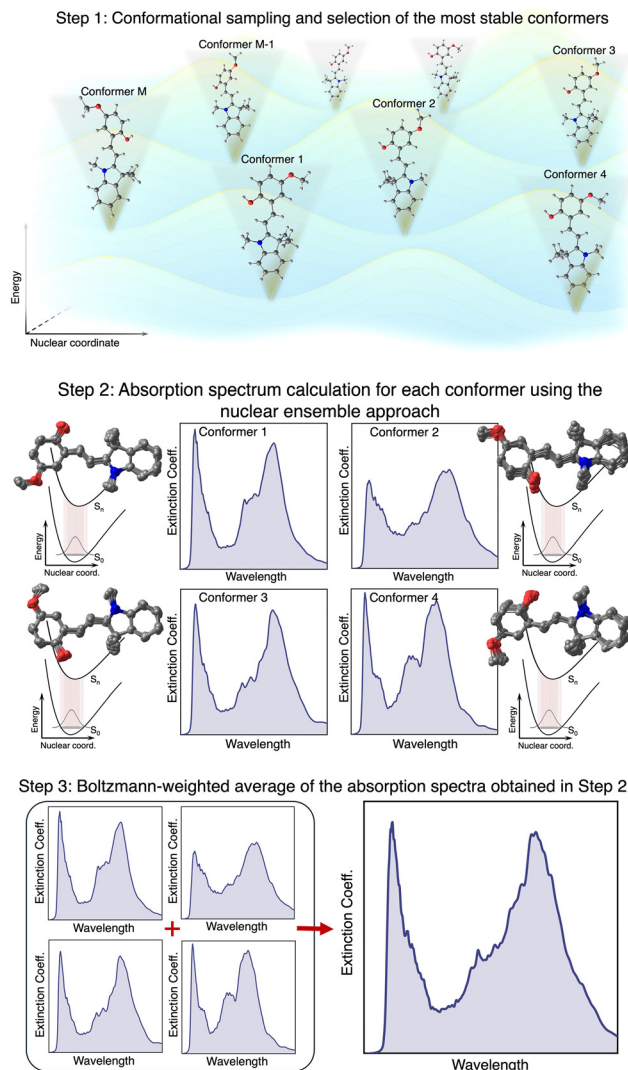 Step 1: Conformational sampling and selection of the most stable conformers
Conformer M-1
Conformer 3
Conformer M
Conformer 2
Conformer 1
Conformer 4
Energy
Nuclear coordinate
Step 2: Absorption spectrum calculation for each conformer using the
nuclear ensemble approach
Conformer 1
Extinction Coeff.
Wavelength
Conformer 2
Extinction Coeff.
Wavelength
Sn
S0
Energy
Nuclear coord.
Sn
S0
Energy
Nuclear coord.
Conformer 3
Extinction Coeff.
Wavelength
Conformer 4
Extinction Coeff.
Wavelength
Sn
S0
Energy
Nuclear coord.
Sn
S0
Energy
Nuclear coord.
Step 3: Boltzmann-weighted average of the absorption spectra obtained in Step 2
Extinction Coeff.
Wavelength
Extinction Coeff.
Wavelength
+
Extinction Coeff.
Wavelength
Extinction Coeff.
Wavelength
Extinction Coeff.
Wavelength